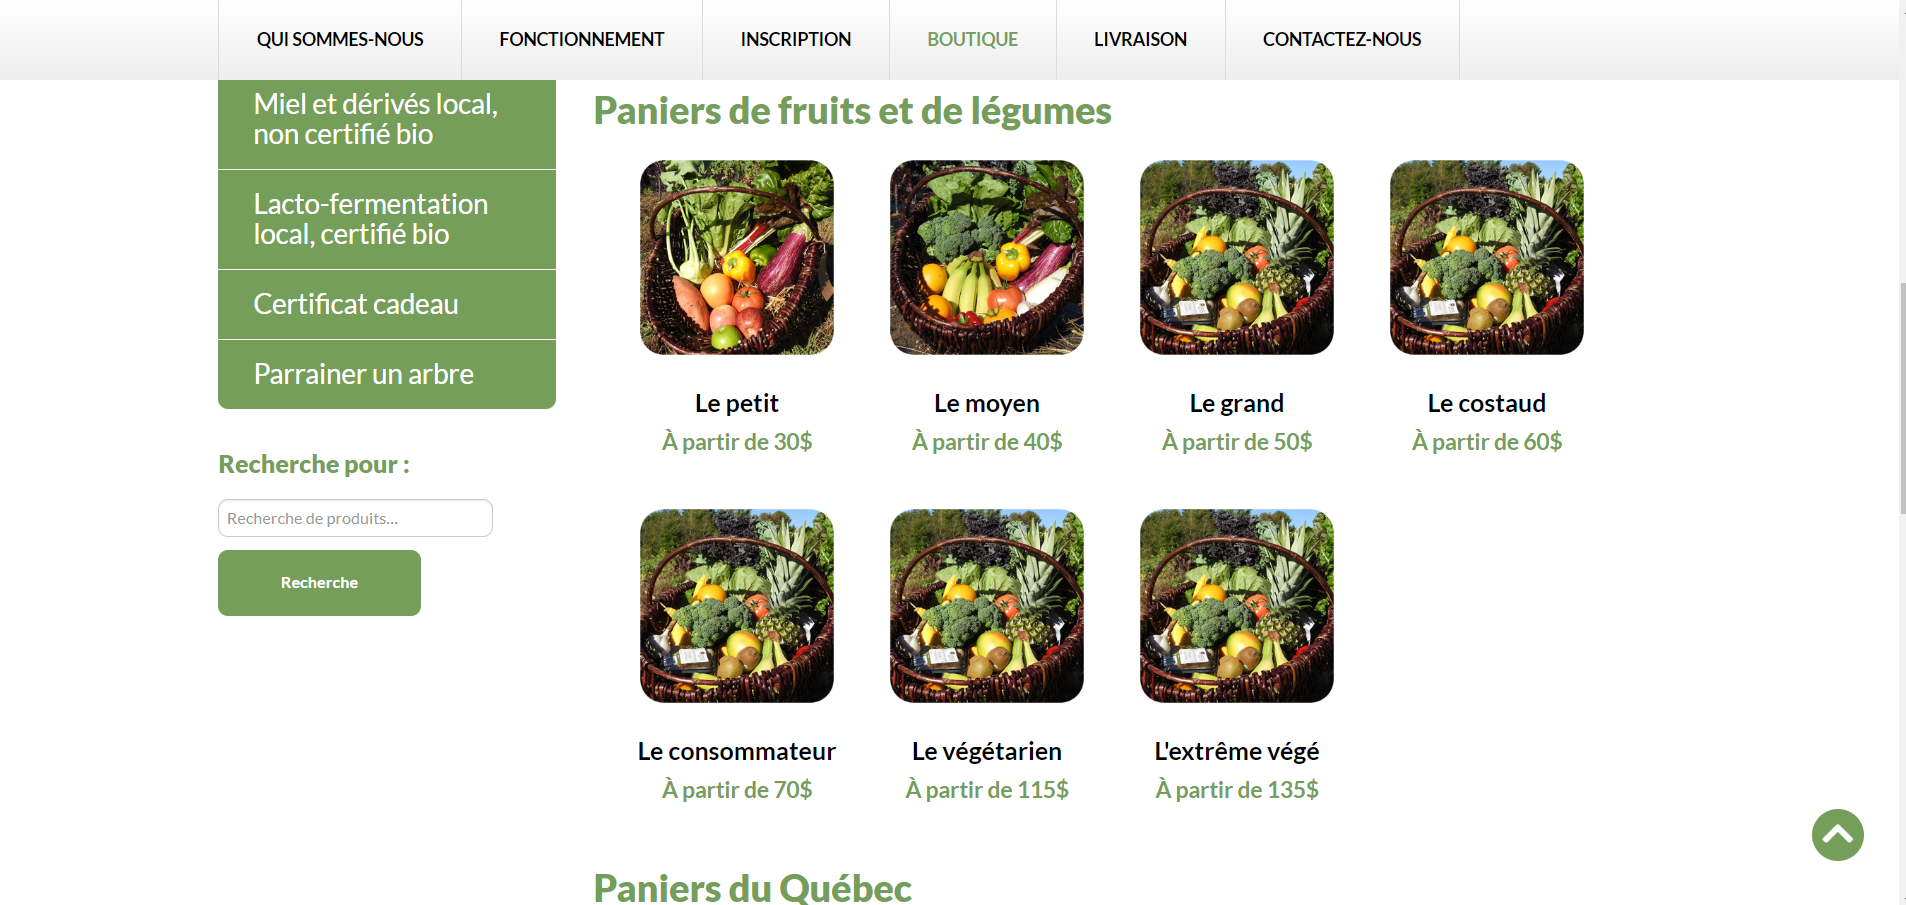 QUI SOMMES-NOUS
FONCTIONNEMENT
INSCRIPTION
BOUTIQUE
LIVRAISON
CONTACTEZ-NOUS
Miel et dérivés local,
non certifié bio
Lacto-fermentation
local, certifié bio
Certificat cadeau
Parrainer un arbre
Recherche pour :
Recherche de produits...
Recherche
Paniers de fruits et de légumes
Le petit
À partir de 30$
Le moyen
À partir de 40$
Le grand
À partir de 50$
Le costaud
À partir de 60$
Le consommateur
À partir de 70$
Le végétarien
À partir de 115$
L'extrême végé
À partir de 135$
Paniers du Québec